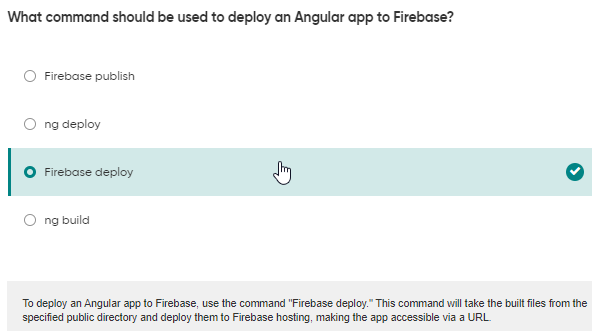 What command should be used to deploy an Angular app to Firebase?
Firebase publish
ng deploy
Firebase deploy
ng build
To deploy an Angular app to Firebase, use the command "Firebase deploy." This command will take the built files from the
specified public directory and deploy them to Firebase hosting, making the app accessible via a URL.